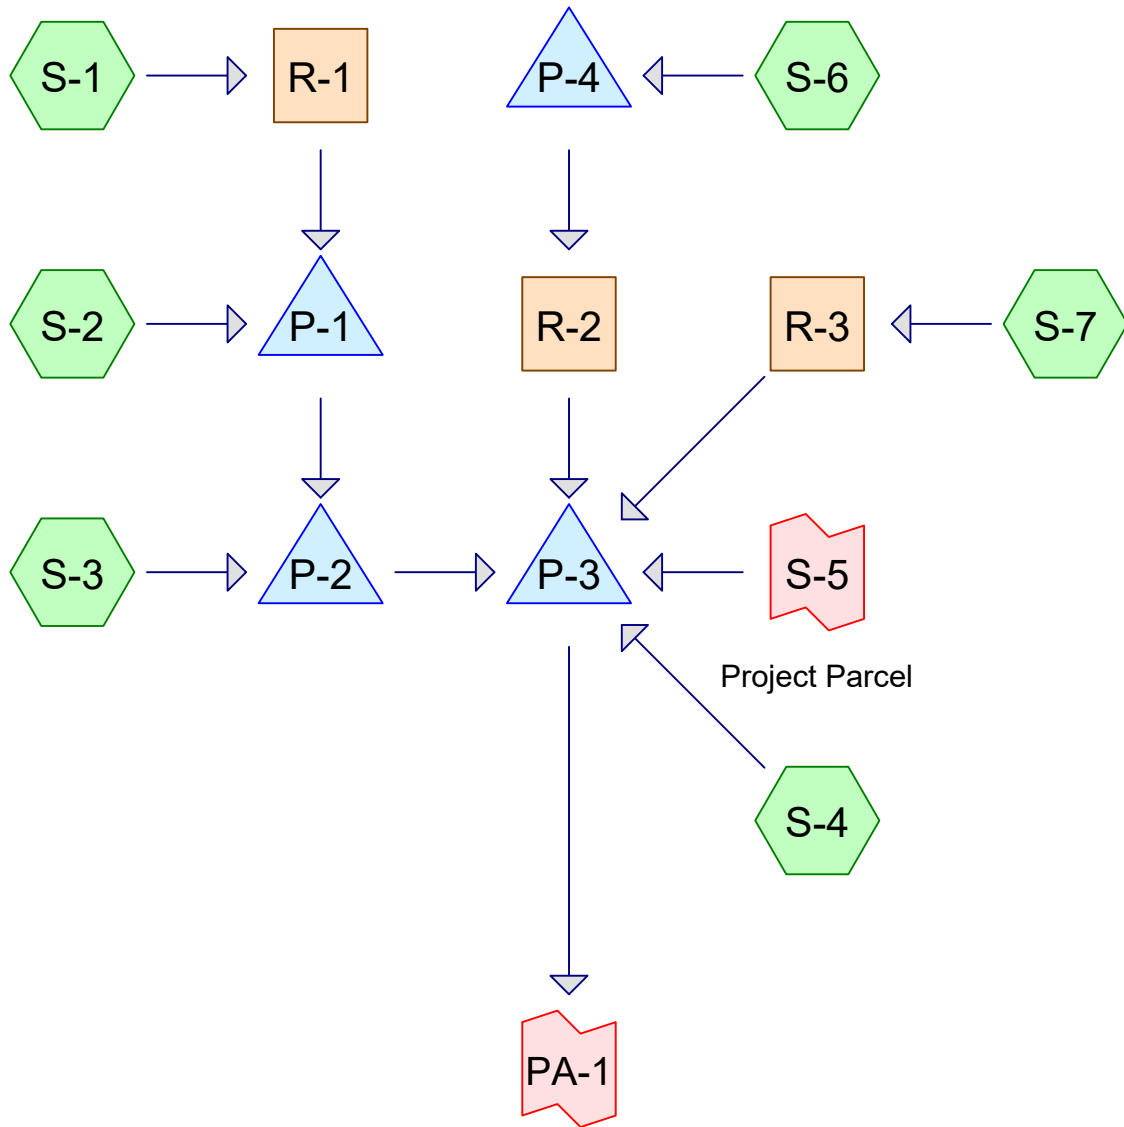 S-1
R-1
P-4
S-6
S-2
P-1
R-2
R-3
S-7
S-3
P-2
P-3
S-5
Project Parcel
S-4
PA-1